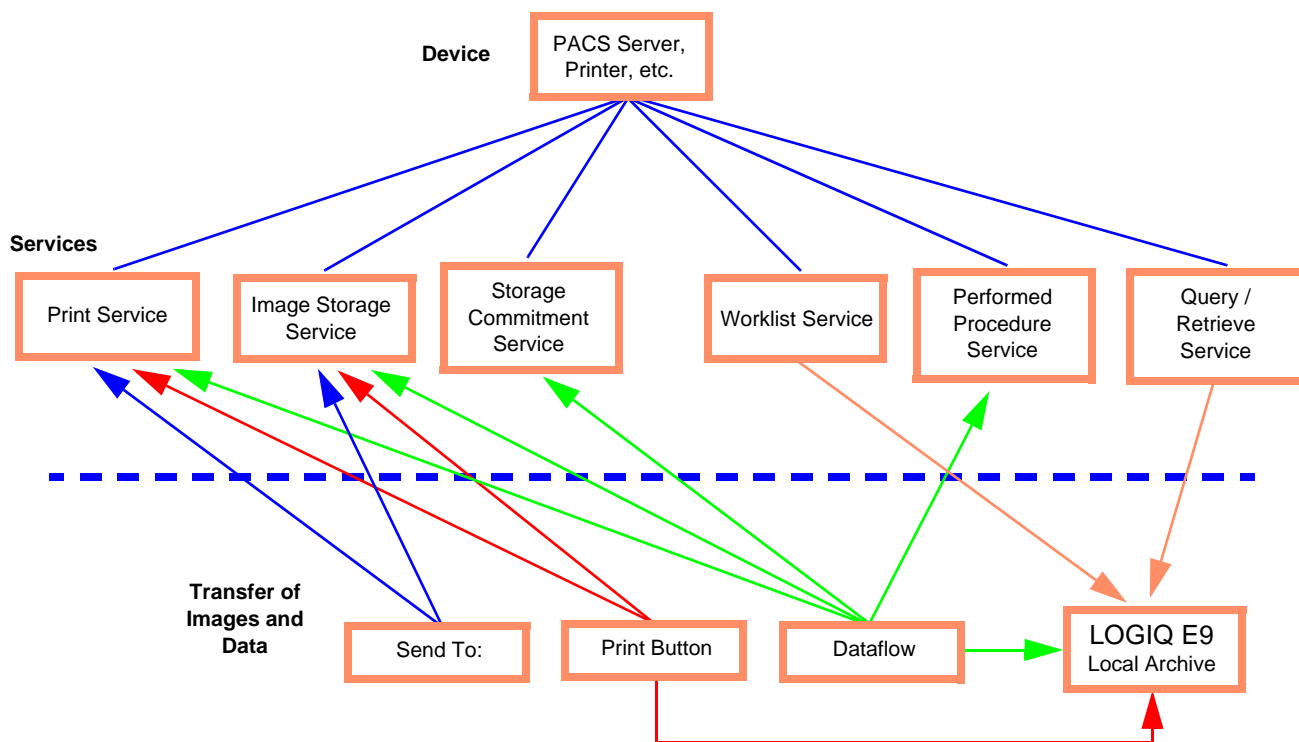 Device
PACS Server,
Printer, etc.
Services
Print Service
Image Storage
Service
Storage
Commitment
Service
Worklist Service
Performed
Procedure
Service
Query /
Retrieve
Service
Transfer of
Images and
Data
Send To:
Print Button
Dataflow
LOGIQ E9
Local Archive